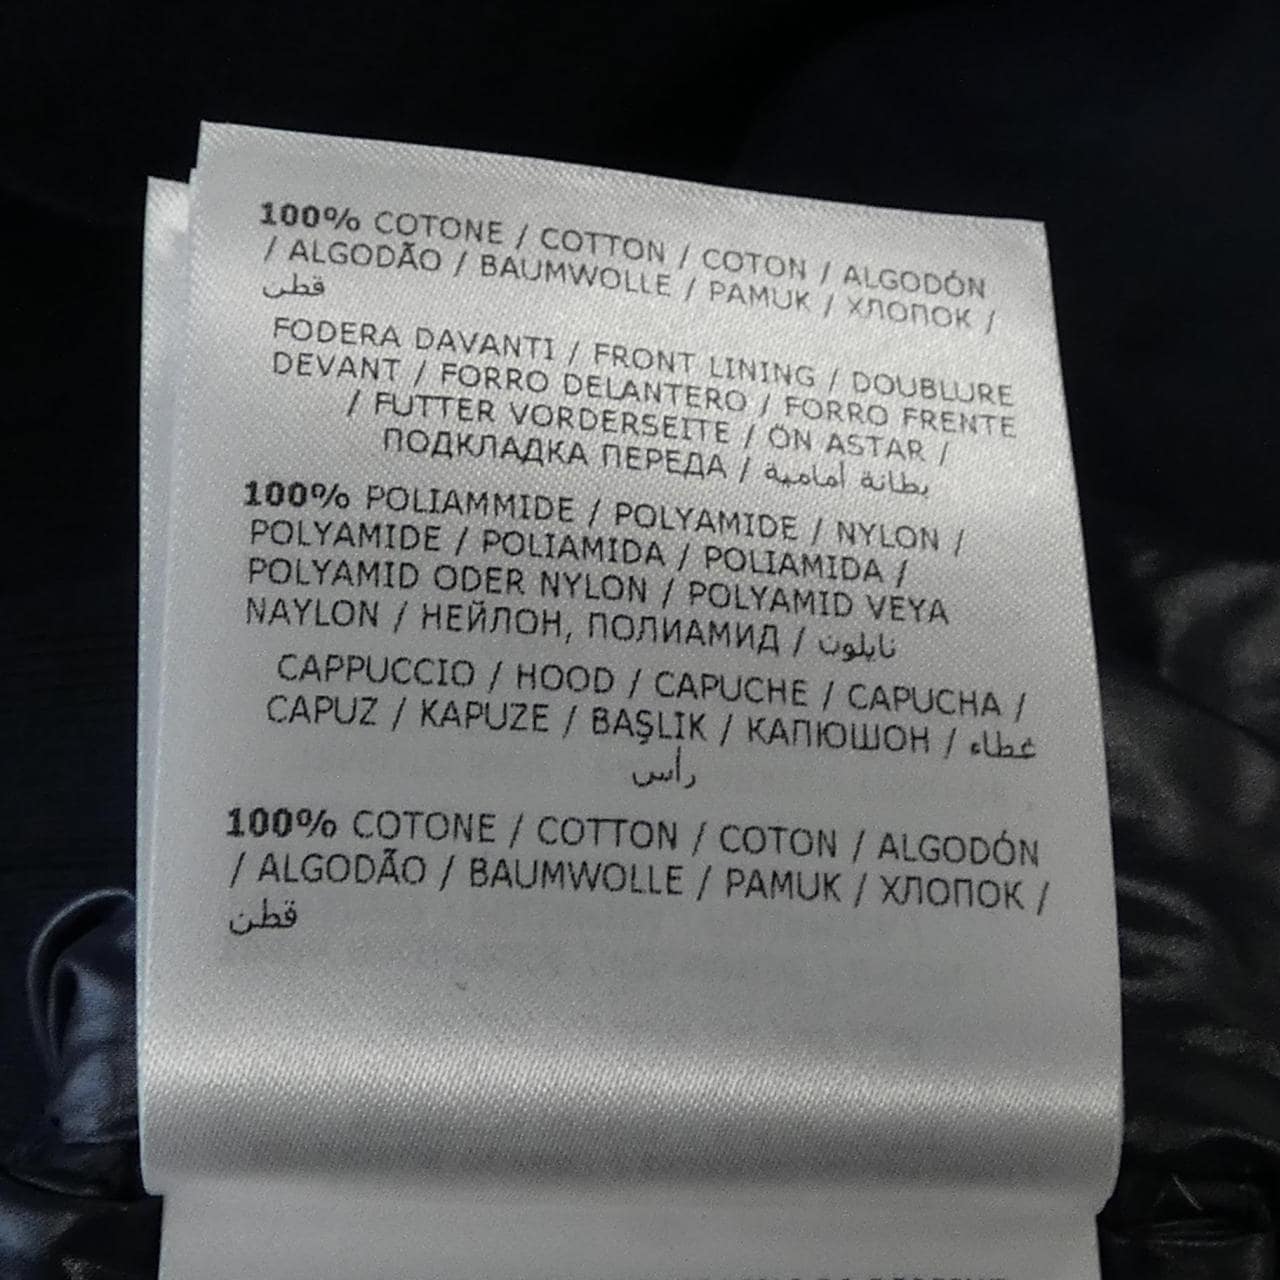 100% COTONE / COTTON / COTON / ALGODÓN
/ ALGODÃO / BAUMWOLLE / PAMUK / ХЛОПОК /
قطن
FODERA DAVANTI / FRONT LINING / DOUBLURE
DEVANT / FORRO DELANTERO / FORRO FRENTE
/ FUTTER VORDERSEITE / ÖN ASTAR /
ПОДКЛАДКА ПЕРЕДА / بطانة أمامية
100% POLIAMMIDE / POLYAMIDE / NYLON /
POLYAMIDE / POLIAMIDA / POLIAMIDA /
POLYAMID ODER NYLON / POLYAMID VEYA
NAYLON / НЕЙЛОН, ПОЛИАМИД / نايلون
CAPPUCCIO / HOOD / CAPUCHE / CAPUCHA /
CAPUZ / KAPUZE / BAŞLIK / КАПЮШОН / غطاء
رأس
100% COTONE / COTTON / COTON / ALGODÓN
/ ALGODÃO / BAUMWOLLE / PAMUK / ХЛОПОК /
قطن